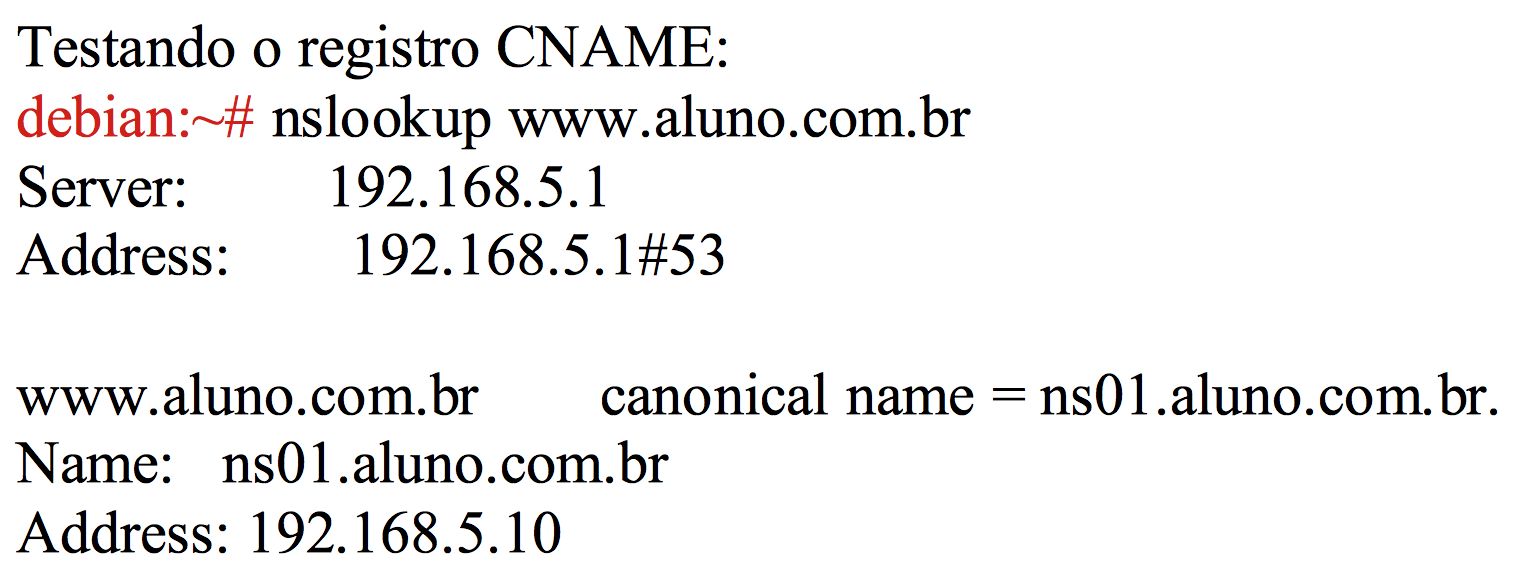 Testando o registro CNAME:
debian:~# nslookup www.aluno.com.br
Server: 192.168.5.1
Address: 192.168.5.1#53
www.aluno.com.br canonical name = ns01.aluno.com.br.
Name: ns01.aluno.com.br
Address: 192.168.5.10